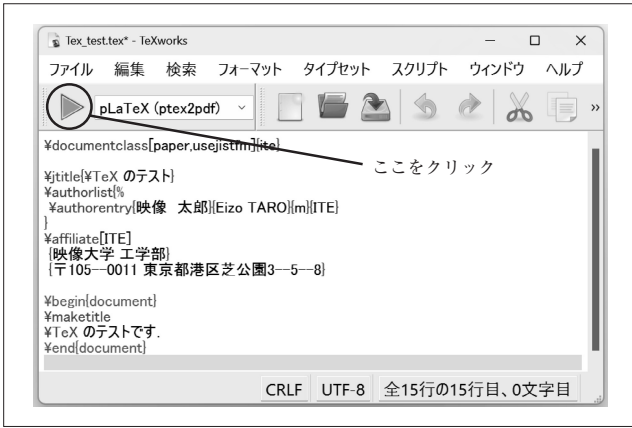 Tex_test.tex* - TeXworks
ファイル 編集 検索 フォーマット タイプセット スクリプト ウィンドウ ヘルプ
pLaTeX (ptex2pdf)
»
¥documentclass[paper,usejistfm]{ite}
ここをクリック
¥jtitle{¥TeX のテスト}
¥authorlist{%
¥authorentry{映像 太郎}{Eizo TARO}{m}{ITE}
}
¥affiliate[ITE]
{映像大学 工学部}
{〒105--0011 東京都港区芝公園3--5--8}
¥begin{document}
¥maketitle
¥TeX のテストです.
¥end{document}
CRLF UTF-8 全15行の15行目、0文字目